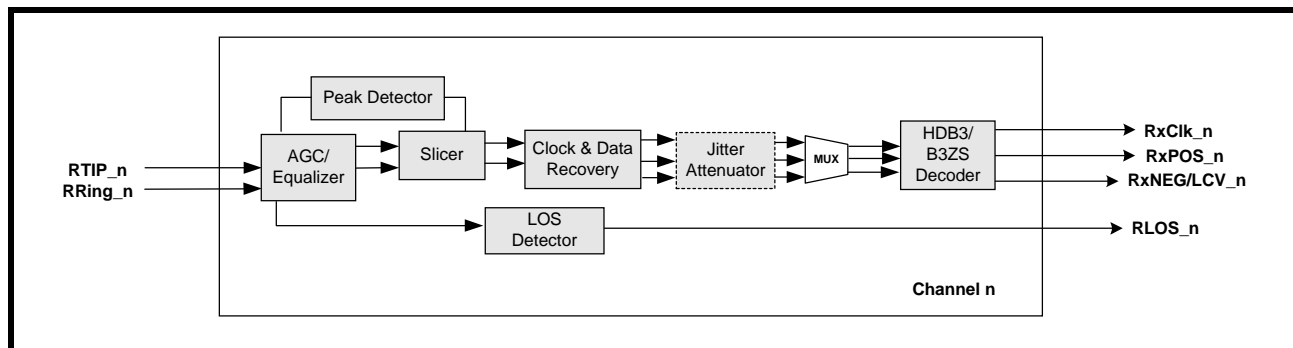 Peak Detector
RTIP_n
RRing_n
AGC/
Equalizer
Slicer
Clock & Data
Recovery
Jitter
Attenuator
MUX
HDB3/
B3ZS
Decoder
RxClk_n
RxPOS_n
RxNEG/LCV_n
LOS
Detector
RLOS_n
Channel n